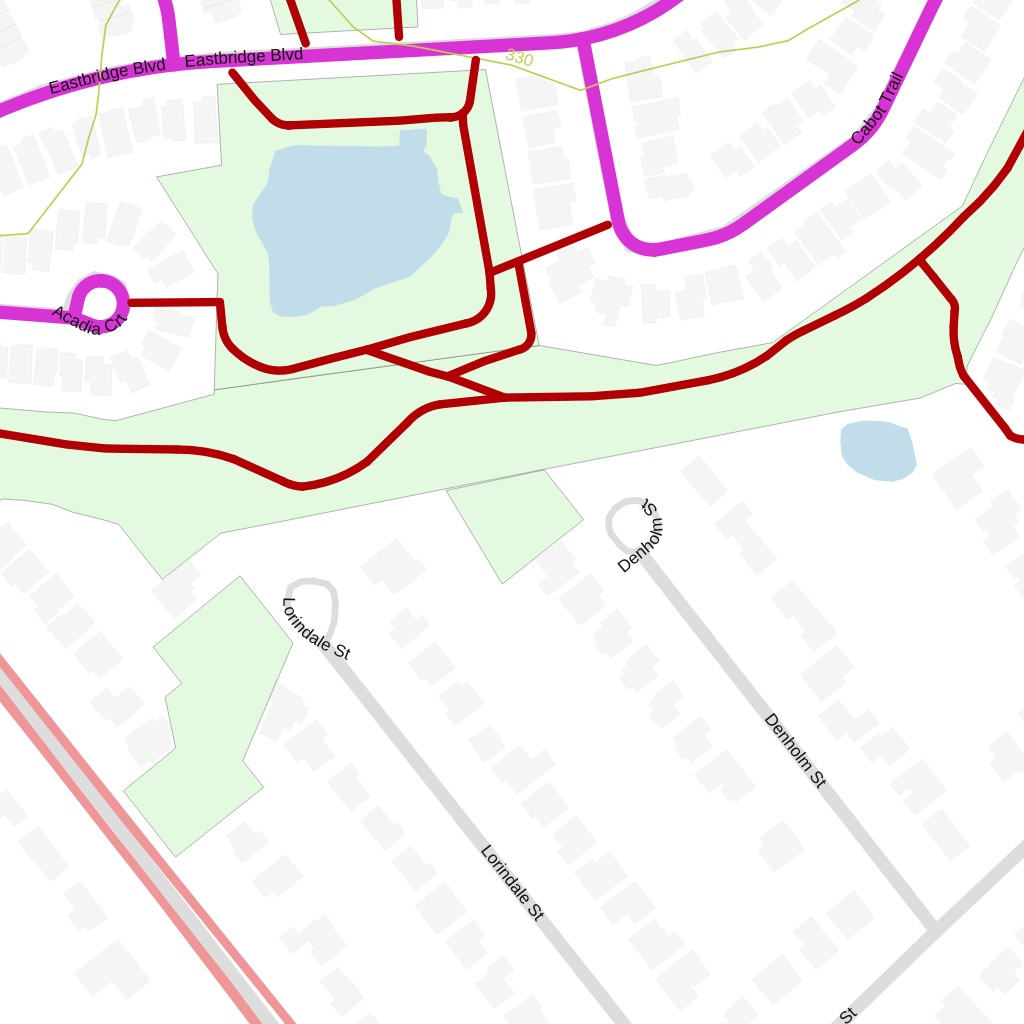 Eastbridge Blvd
Eastbridge Blvd
330
Cabot Trail
Acadia Crt
Denholm St
Lorindale St
Denholm St
Lorindale St
St